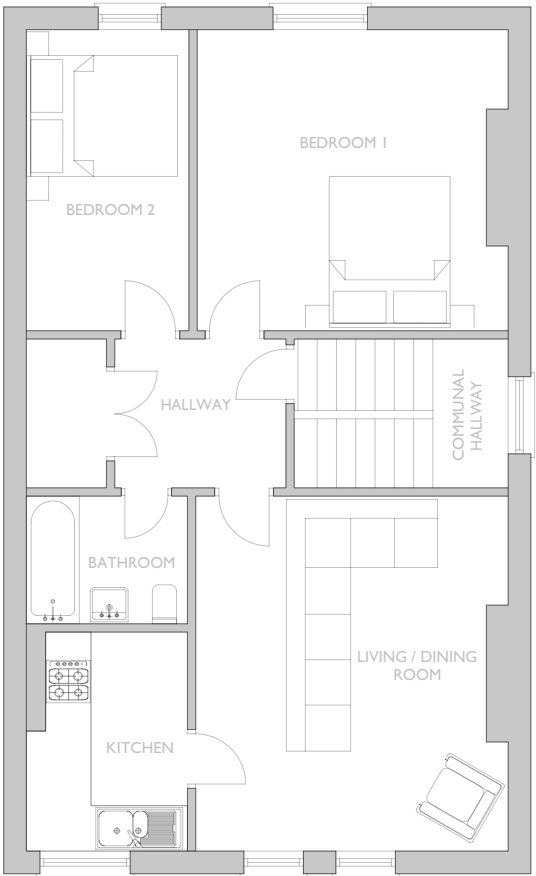 BEDROOM 1
BEDROOM 2
HALLWAY
COMMUNAL
HALLWAY
BATHROOM
LIVING / DINING
ROOM
KITCHEN